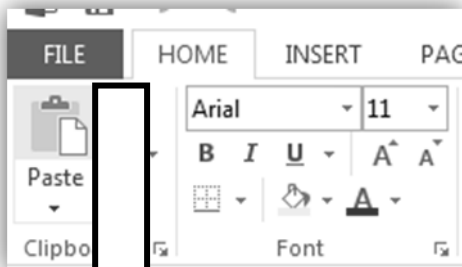 FILE HOME INSERT PAG
Arial 11
B I U A A
Paste
A
Clipbo Font